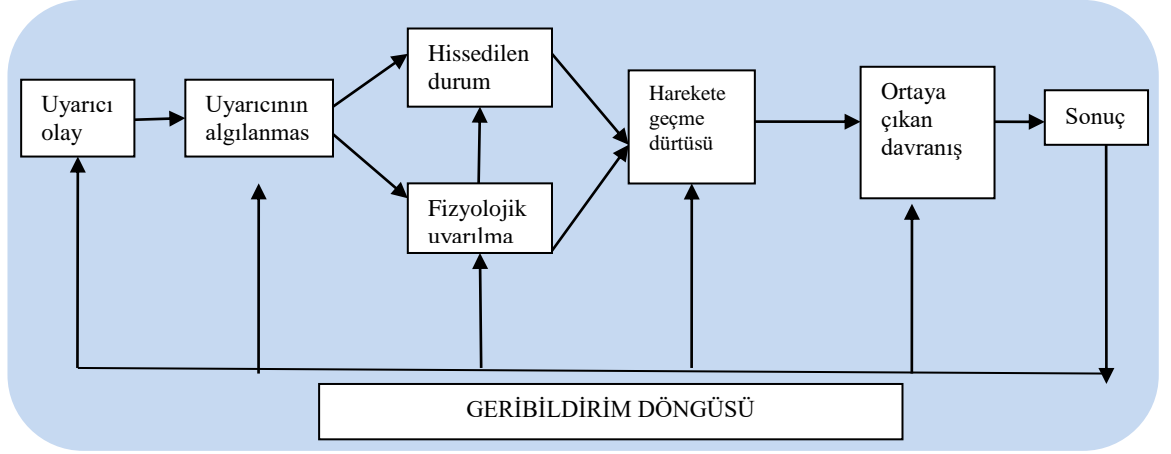 Uyarıcı
olay
Uyarıcının
algılanmas
Hissedilen
durum
Fizyolojik
uyarılma
Harekete
geçme
dürtüsü
Ortaya
çıkan
davranış
Sonuç
GERİBİLDİRİM DÖNGÜSÜ